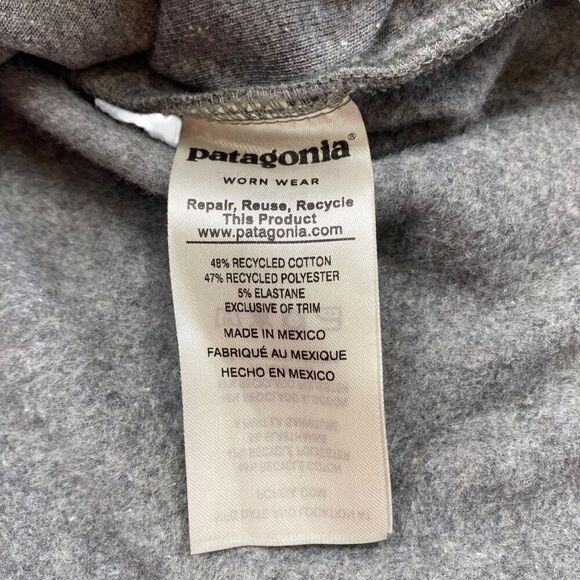 patagonia®
WORN WEAR
Repair, Reuse, Recycle
This Product
www.patagonia.com
48% RECYCLED COTTON
47% RECYCLED POLYESTER
5% ELASTANE
EXCLUSIVE OF TRIM
MADE IN MEXICO
FABRIQUÉ AU MEXIQUE
HECHO EN MEXICO